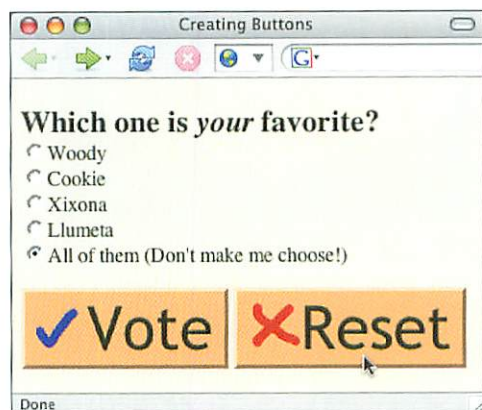 Creating Buttons
G
Which one is your favorite?
Woody
Cookie
Xixona
Llumeta
All of them (Don't make me choose!)
Vote Reset
Done